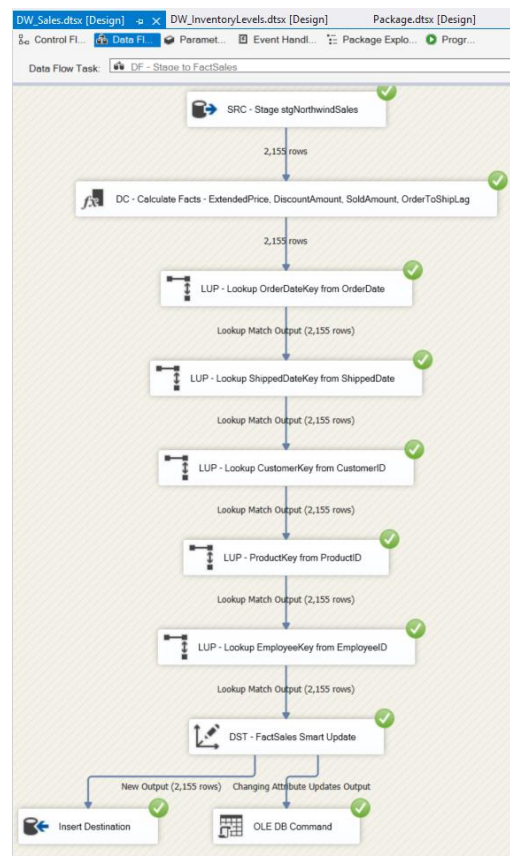 DW_Sales.dtsx [Design] DW_InventoryLevels.dtsx [Design] Package.dtsx [Design]
Control Fl... Data Fl... Paramet... Event Handl... Package Explo... Progr...
Data Flow Task: DF - Stage to FactSales
SRC - Stage stgNorthwindSales
2,155 rows
DC - Calculate Facts - ExtendedPrice, DiscountAmount, SoldAmount, OrderToShipLag
2,155 rows
LUP - Lookup OrderDateKey from OrderDate
Lookup Match Output (2,155 rows)
LUP - Lookup ShippedDateKey from ShippedDate
Lookup Match Output (2,155 rows)
LUP - Lookup CustomerKey from CustomerID
Lookup Match Output (2,155 rows)
LUP - ProductKey from ProductID
Lookup Match Output (2,155 rows)
LUP - Lookup EmployeeKey from EmployeeID
Lookup Match Output (2,155 rows)
DST - FactSales Smart Update
New Output (2,155 rows) Changing Attribute Updates Output
Insert Destination OLE DB Command